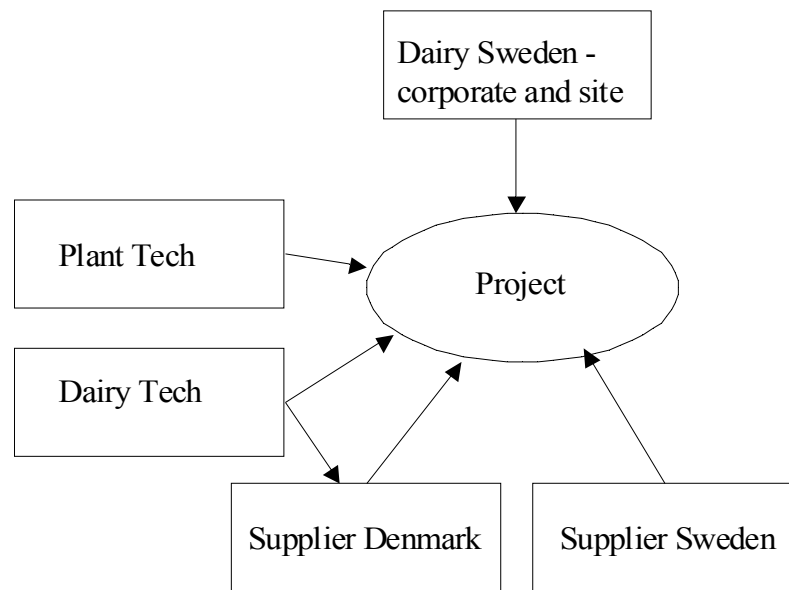 Dairy Sweden -
corporate and site
Plant Tech
Project
Dairy Tech
Supplier Denmark
Supplier Sweden